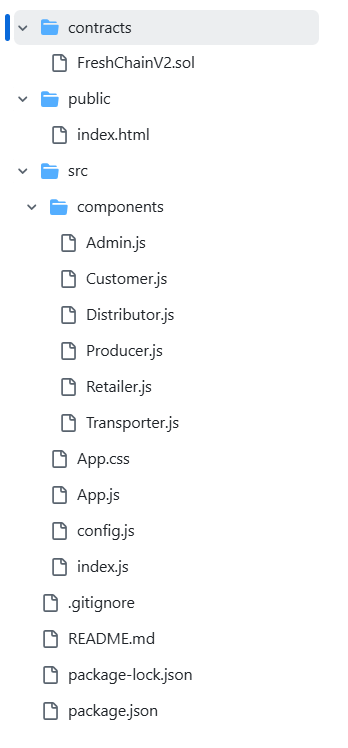 contracts
FreshChainV2.sol
public
index.html
src
components
Admin.js
Customer.js
Distributor.js
Producer.js
Retailer.js
Transporter.js
App.css
App.js
config.js
index.js
.gitignore
README.md
package-lock.json
package.json